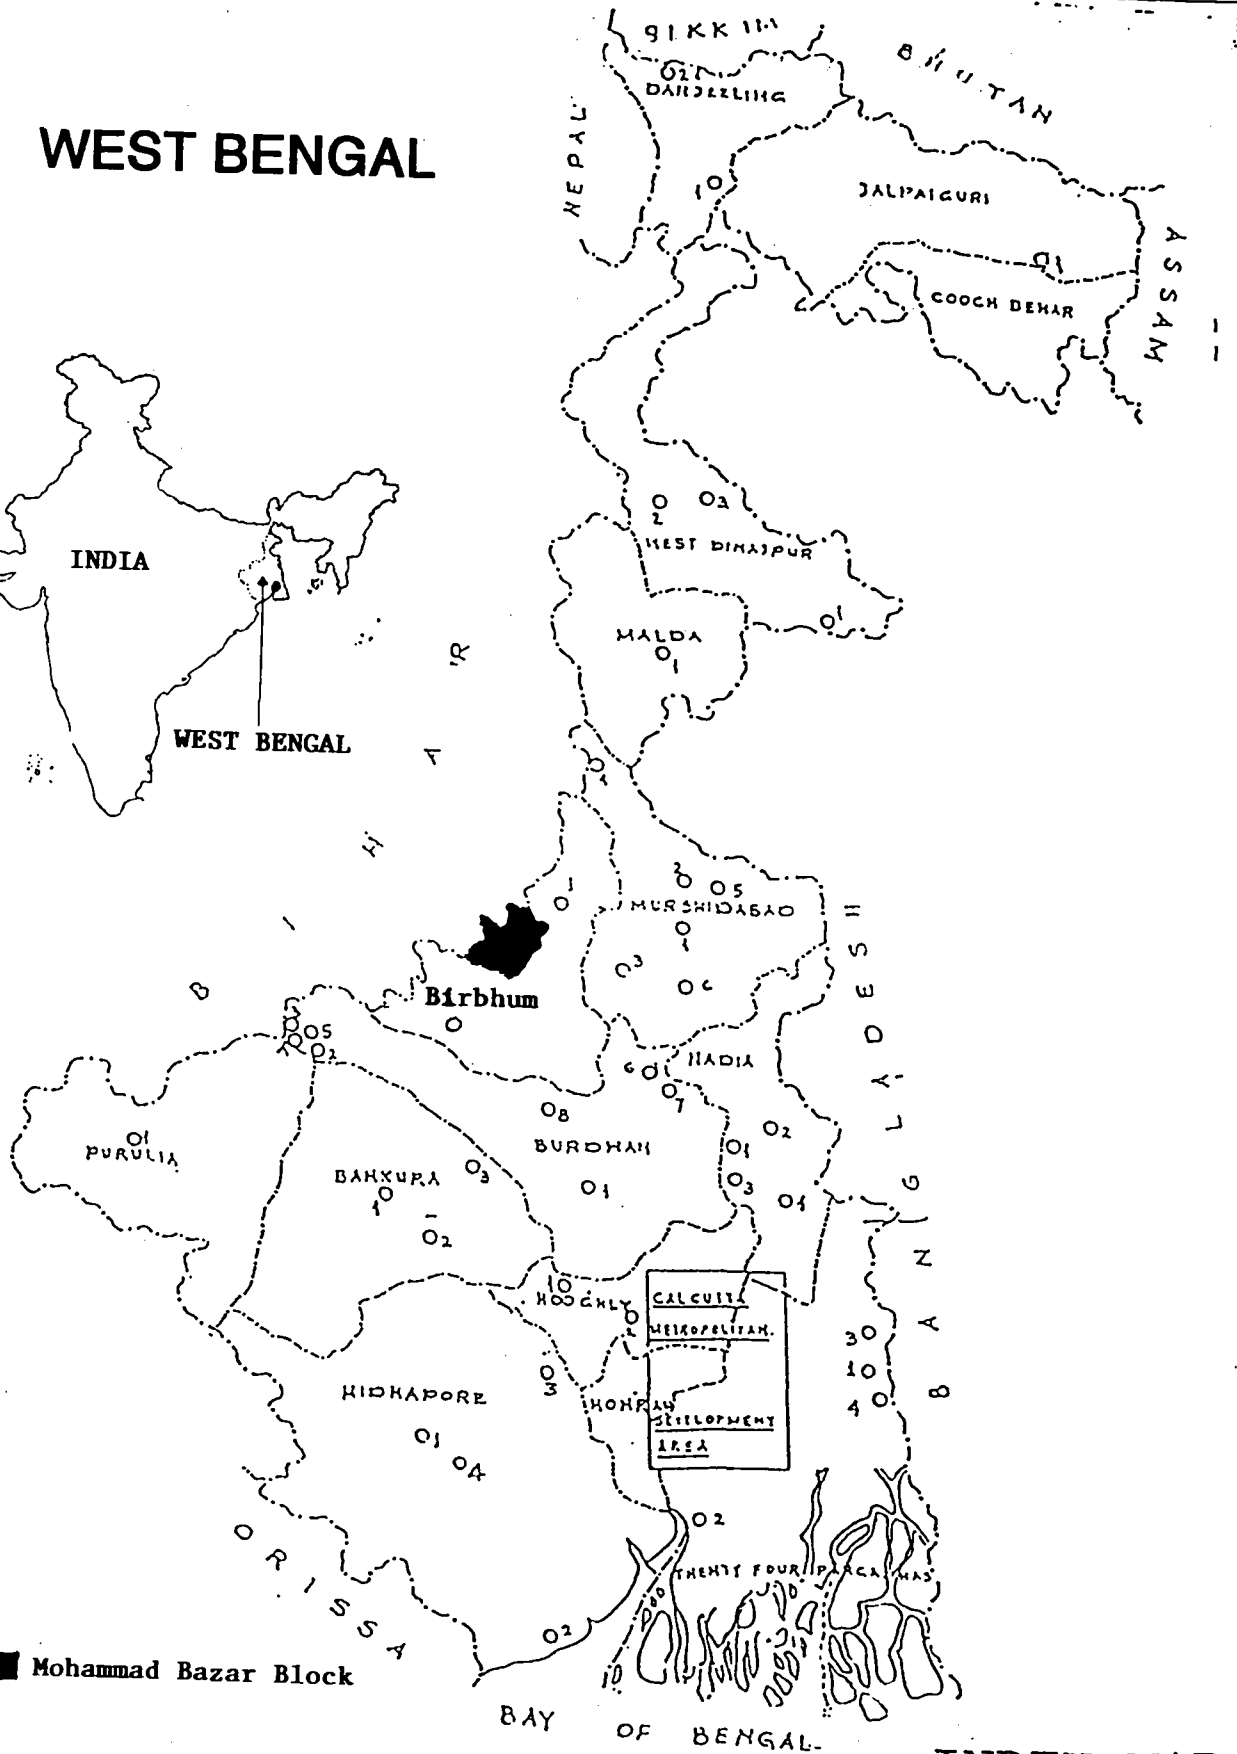 SIKKIM
BHUTAN
DARJEELING
WEST BENGAL
NEPAL
JALPAIGURI
ASSAM
COOCH BEHAR
INDIA
WEST DINAJPUR
MALDA
WEST BENGAL
BIHAR
MURSHIDABAD
Birbhum
NADIA
BANGLYDESH
PURULIA
BURDWAN
BANKURA
HOOGHLY
CALCUTTA
METROPOLITAN
MIDNAPORE
HOWRAH
DEVELOPMENT
AREA
ORISSA
TWENTY FOUR PARGANAS
Mohammad Bazar Block
BAY OF BENGAL